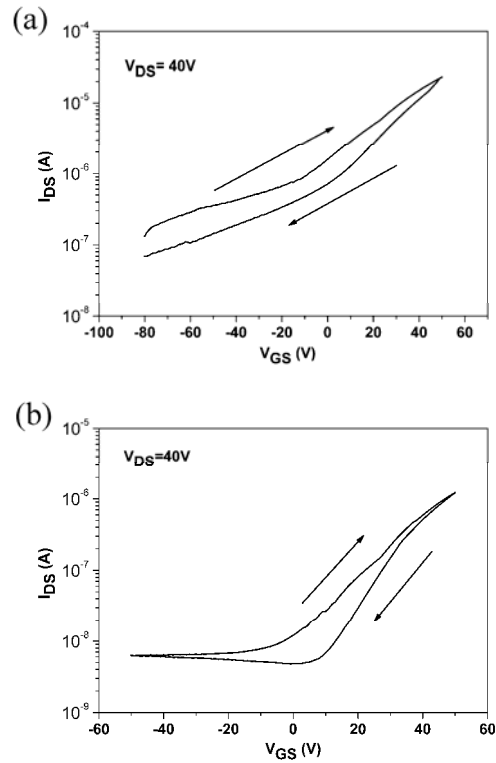 (a)
V_DS= 40V
I_DS (A)
10^-4
10^-5
10^-6
10^-7
10^-8
-100 -80 -60 -40 -20 0 20 40 60
V_GS (V)
(b)
V_DS=40V
I_DS (A)
10^-5
10^-6
10^-7
10^-8
10^-9
-60 -40 -20 0 20 40 60
V_GS (V)